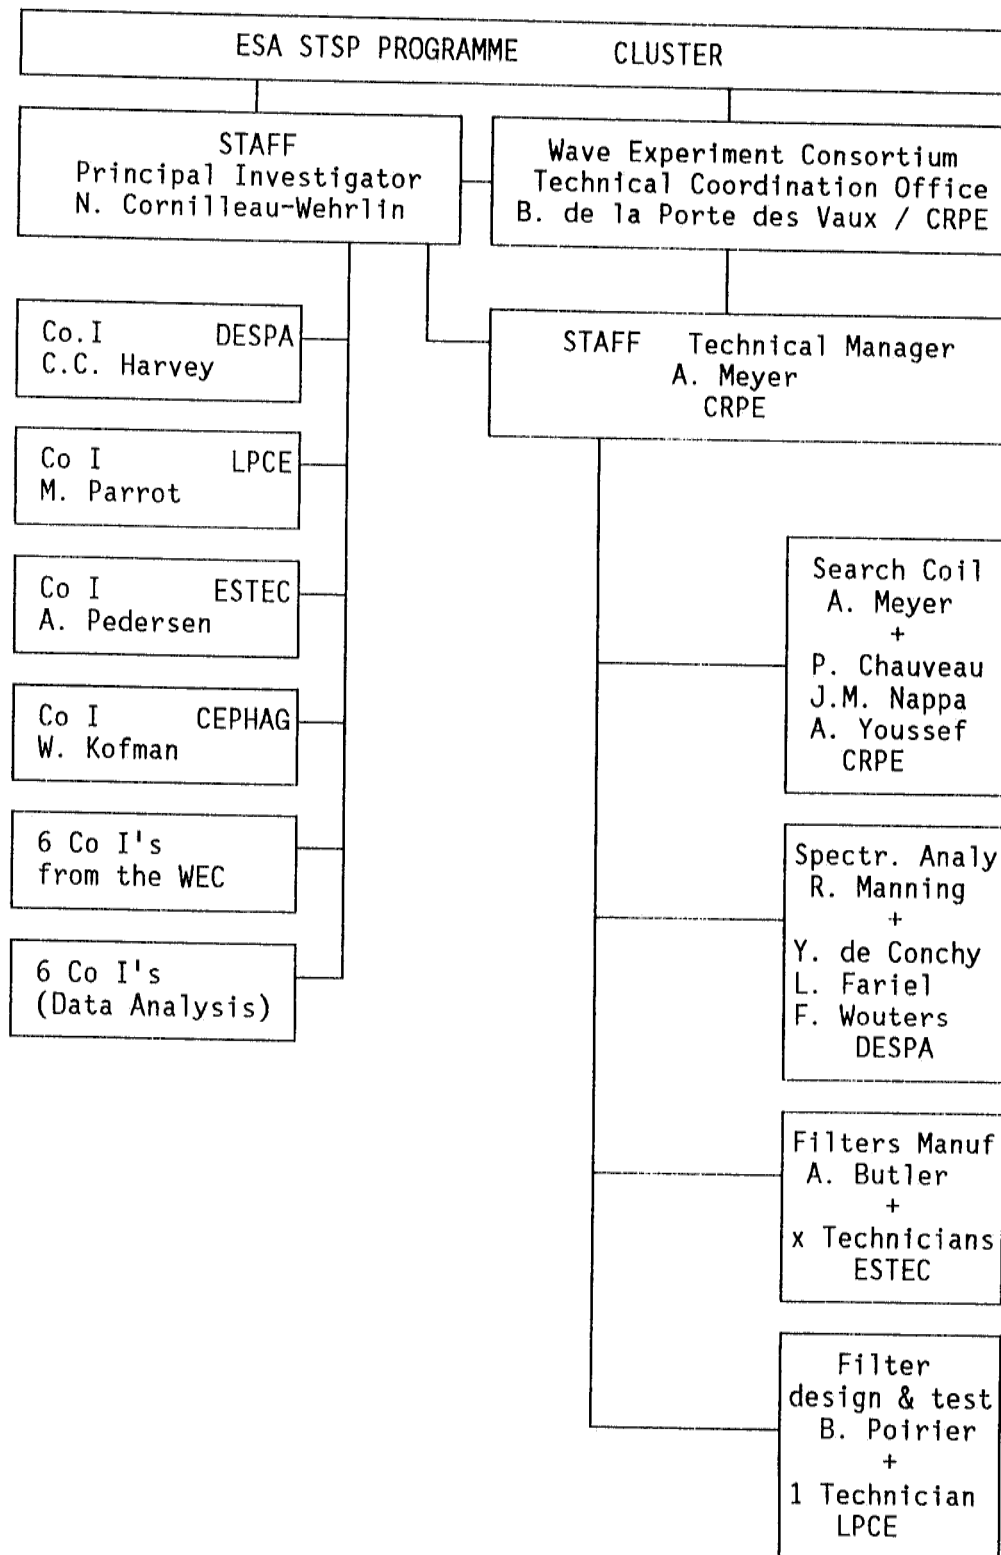 ESA STSP PROGRAMME CLUSTER
STAFF
Principal Investigator
N. Cornilleau-Wehrlin
Wave Experiment Consortium
Technical Coordination Office
B. de la Porte des Vaux / CRPE
Co.I DESPA
C.C. Harvey
Co I LPCE
M. Parrot
Co I ESTEC
A. Pedersen
Co I CEPHAG
W. Kofman
6 Co I's
from the WEC
6 Co I's
(Data Analysis)
STAFF Technical Manager
A. Meyer
CRPE
Search Coil
A. Meyer
+
P. Chauveau
J.M. Nappa
A. Youssef
CRPE
Spectr. Analy
R. Manning
+
Y. de Conchy
L. Fariel
F. Wouters
DESPA
Filters Manuf
A. Butler
+
x Technicians
ESTEC
Filter
design & test
B. Poirier
+
1 Technician
LPCE